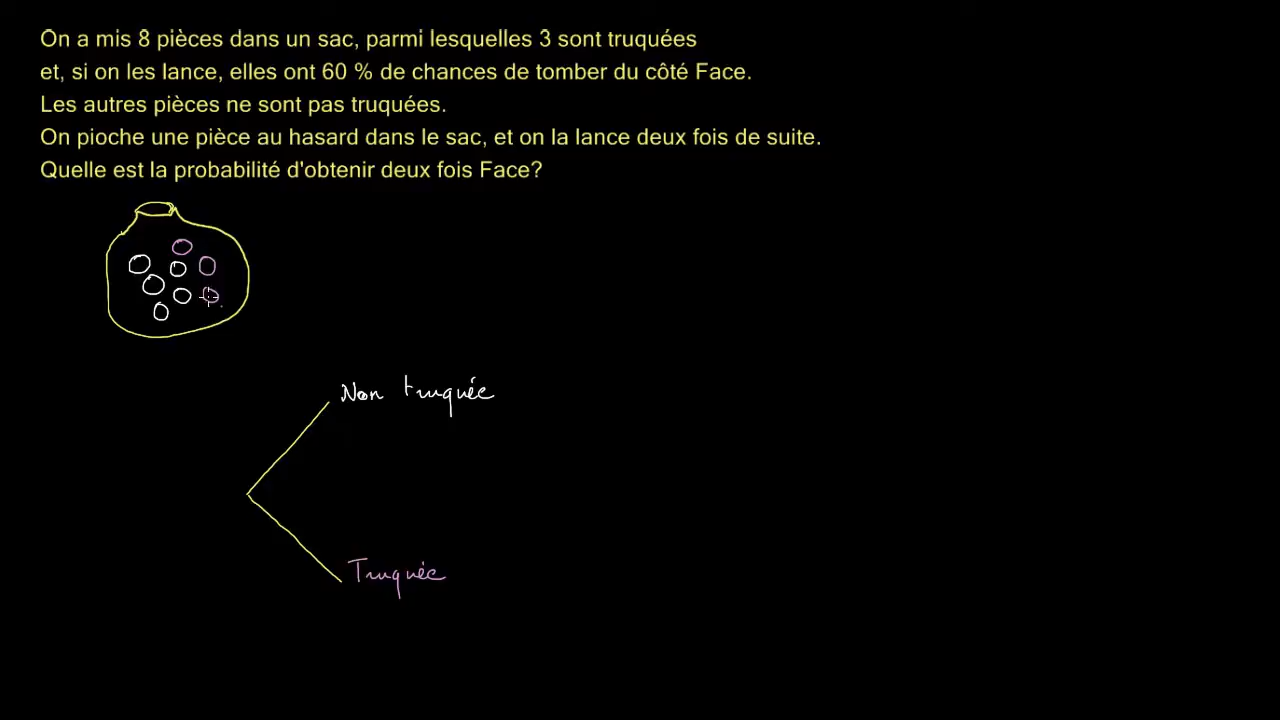 On a mis 8 pièces dans un sac, parmi lesquelles 3 sont truquées
et, si on les lance, elles ont 60 % de chances de tomber du côté Face.
Les autres pièces ne sont pas truquées.
On pioche une pièce au hasard dans le sac, et on la lance deux fois de suite.
Quelle est la probabilité d'obtenir deux fois Face?
Non truquée
Truquée